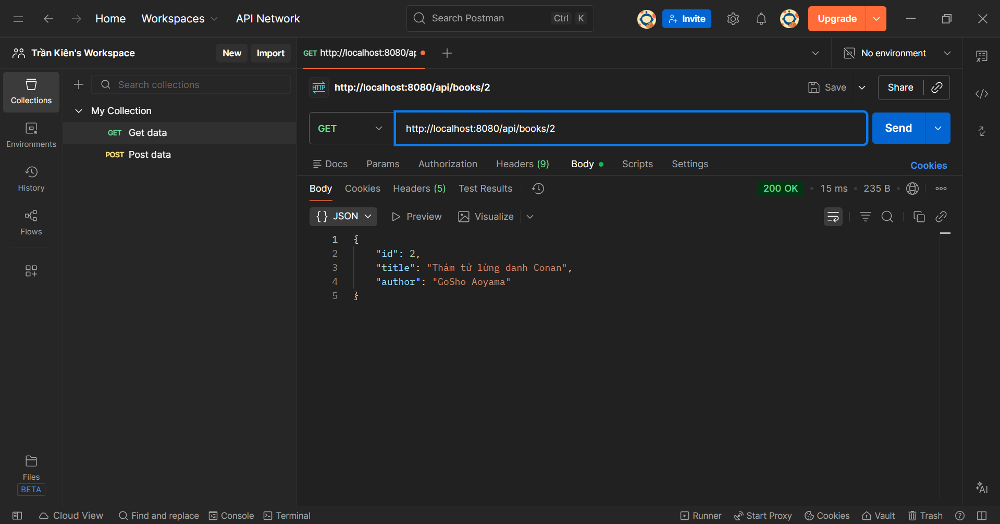 Home Workspaces API Network Search Postman Ctrl K Invite Upgrade
Trần Kiên's Workspace New Import GET http://localhost:8080/ap No environment
Collections
Environments
History
Flows
Files
BETA
Search collections
My Collection
GET Get data
POST Post data
HTTP http://localhost:8080/api/books/2 Save Share
GET http://localhost:8080/api/books/2 Send
Docs Params Authorization Headers (9) Body Scripts Settings Cookies
Body Cookies Headers (5) Test Results 200 OK • 15 ms • 235 B •
{ } JSON Preview Visualize
1 {
2 "id": 2,
3 "title": "Thám tử lừng danh Conan",
4 "author": "GoSho Aoyama"
5 }
AI
Cloud View Find and replace Console Terminal Runner Start Proxy Cookies Vault Trash